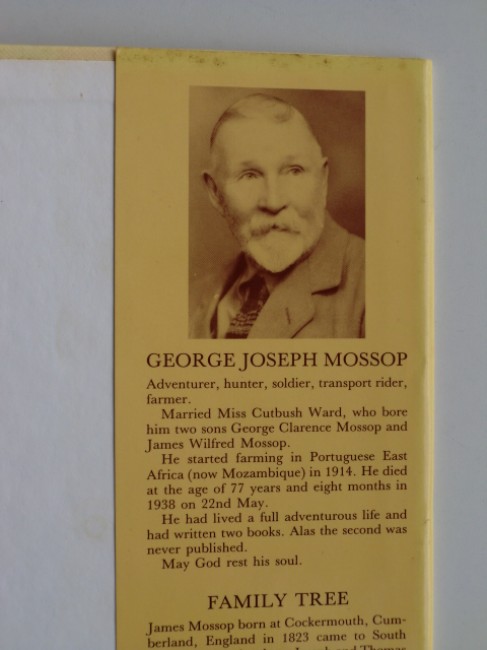 GEORGE JOSEPH MOSSOP
Adventurer, hunter, soldier, transport rider,
farmer.
Married Miss Cutbush Ward, who bore
him two sons George Clarence Mossop and
James Wilfred Mossop.
He started farming in Portuguese East
Africa (now Mozambique) in 1914. He died
at the age of 77 years and eight months in
1938 on 22nd May.
He had lived a full adventurous life and
had written two books. Alas the second was
never published.
May God rest his soul.
FAMILY TREE
James Mossop born at Cockermouth, Cum-
berland, England in 1823 came to South